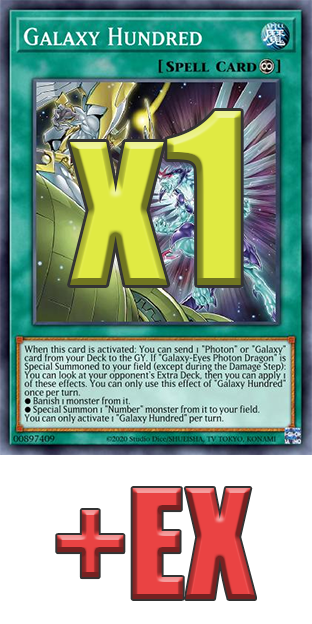 Galaxy Hundred
[Spell Card]
x1
When this card is activated: You can send 1 "Photon" or "Galaxy"
card from your Deck to the GY. If "Galaxy-Eyes Photon Dragon" is
Special Summoned to your field (except during the Damage Step):
You can look at your opponent's Extra Deck, then you can apply 1
of these effects. You can only use this effect of "Galaxy Hundred"
once per turn.
● Banish 1 monster from it.
● Special Summon 1 "Number" monster from it to your field.
You can only activate 1 "Galaxy Hundred" per turn.
00897409 ©2020 Studio Dice/SHUEISHA, TV TOKYO, KONAMI
+EX